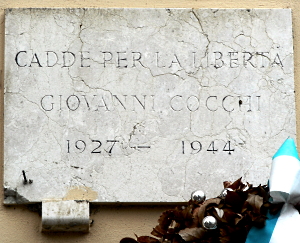 CADDE PER LA LIBERTÀ
GIOVANNI COCCHI
1927 — 1944